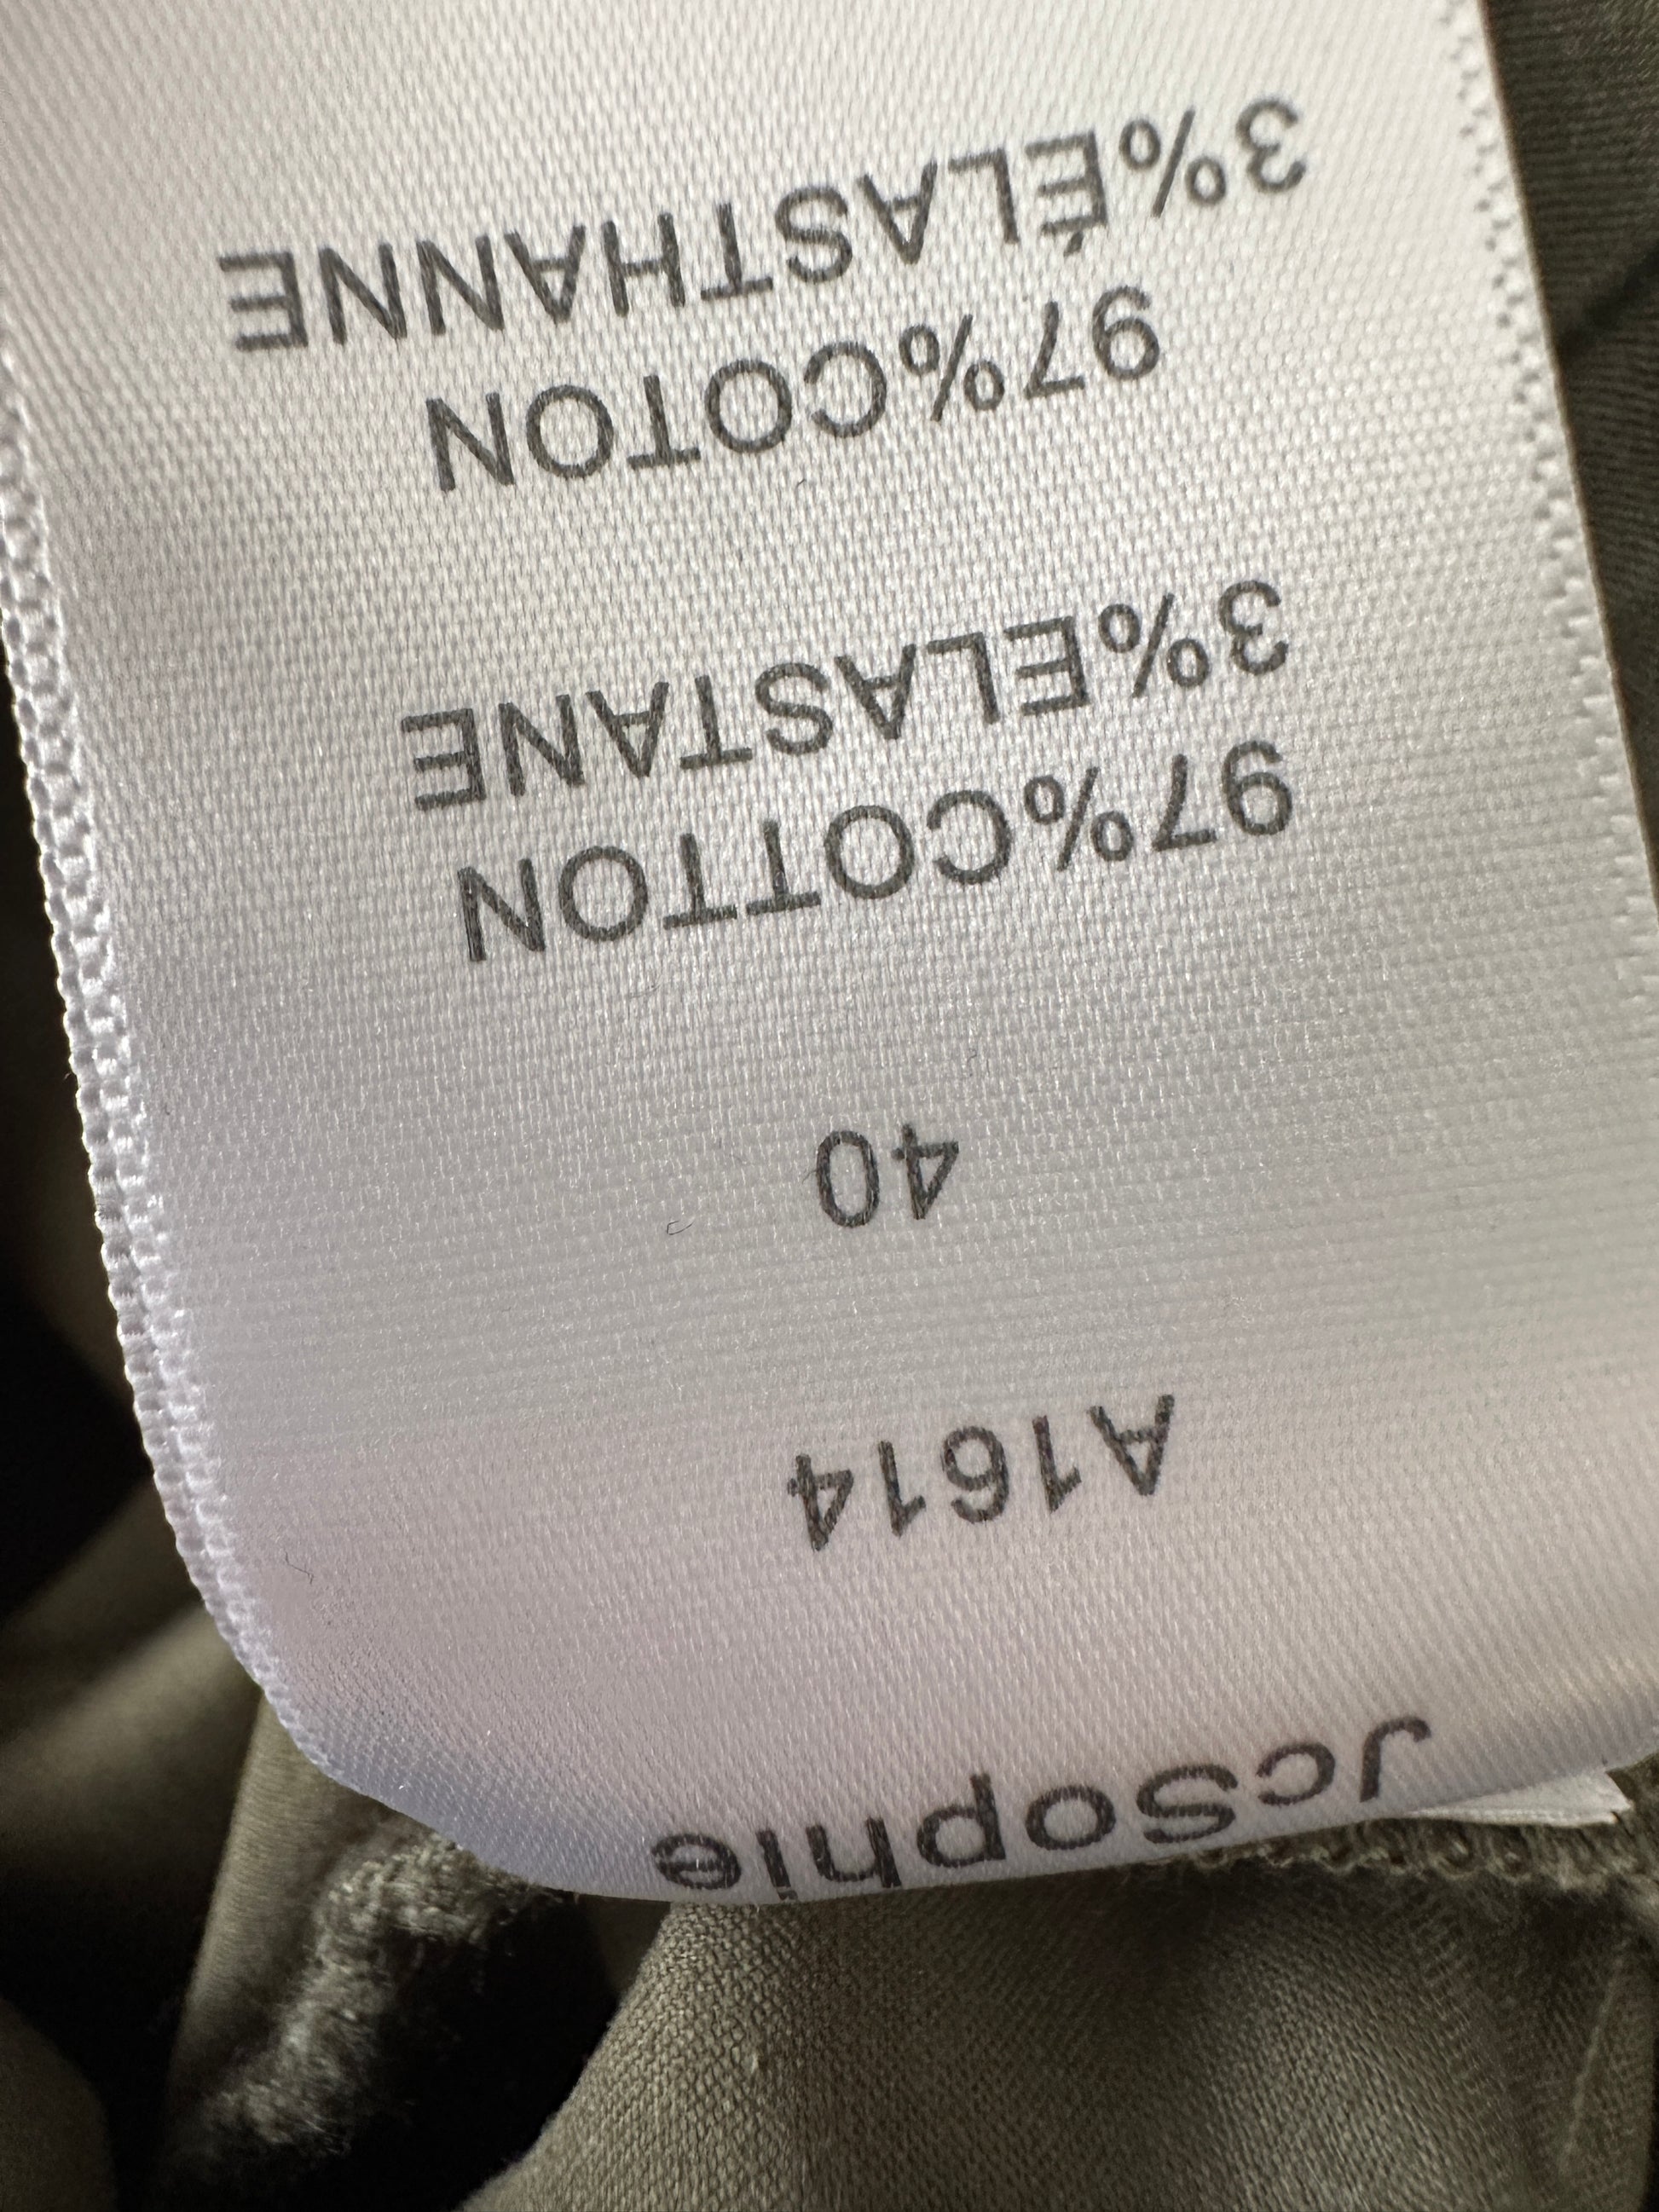 JcSophie
A1614
40
97%COTTON
3%ELASTANE
97%COTON
3%ÉLASTHANNE